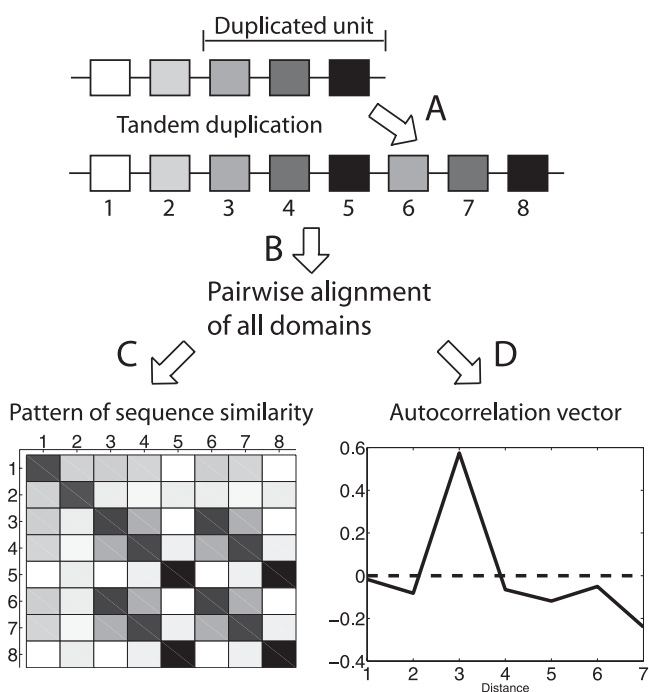 Duplicated unit
A
Tandem duplication
1 2 3 4 5 6 7 8
B
Pairwise alignment
of all domains
C
D
Pattern of sequence similarity
1 2 3 4 5 6 7 8
1
2
3
4
5
6
7
8
Autocorrelation vector
0.6
0.4
0.2
0
−0.2
−0.4
1 2 3 4 5 6 7
Distance